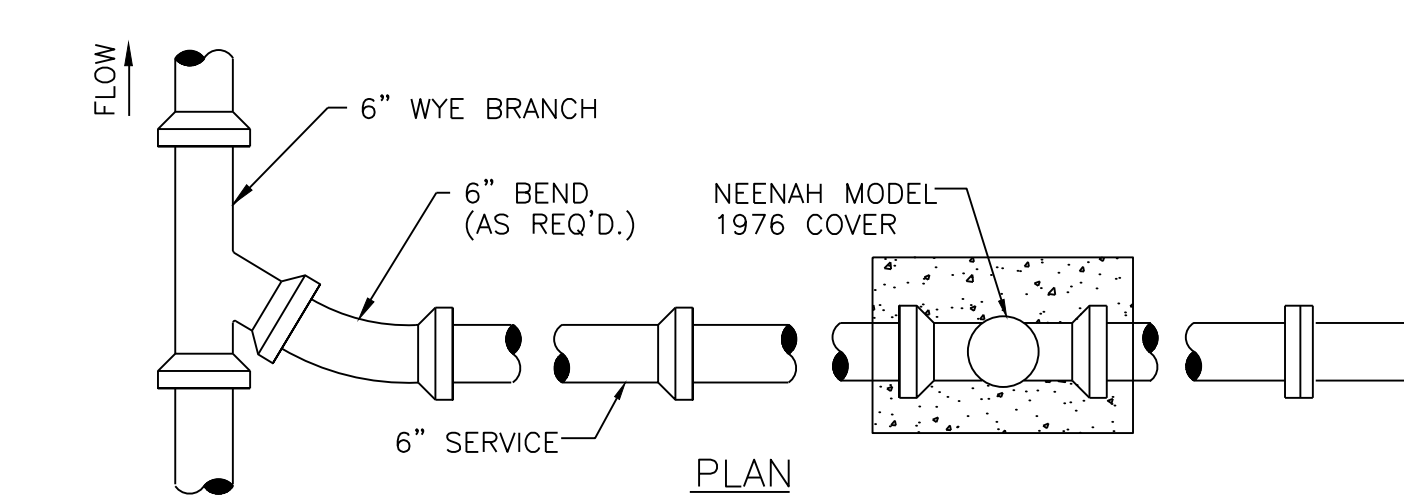 FLOW
6” WYE BRANCH
6” BEND
(AS REQ’D.)
NEENAH MODEL
1976 COVER
6” SERVICE
PLAN